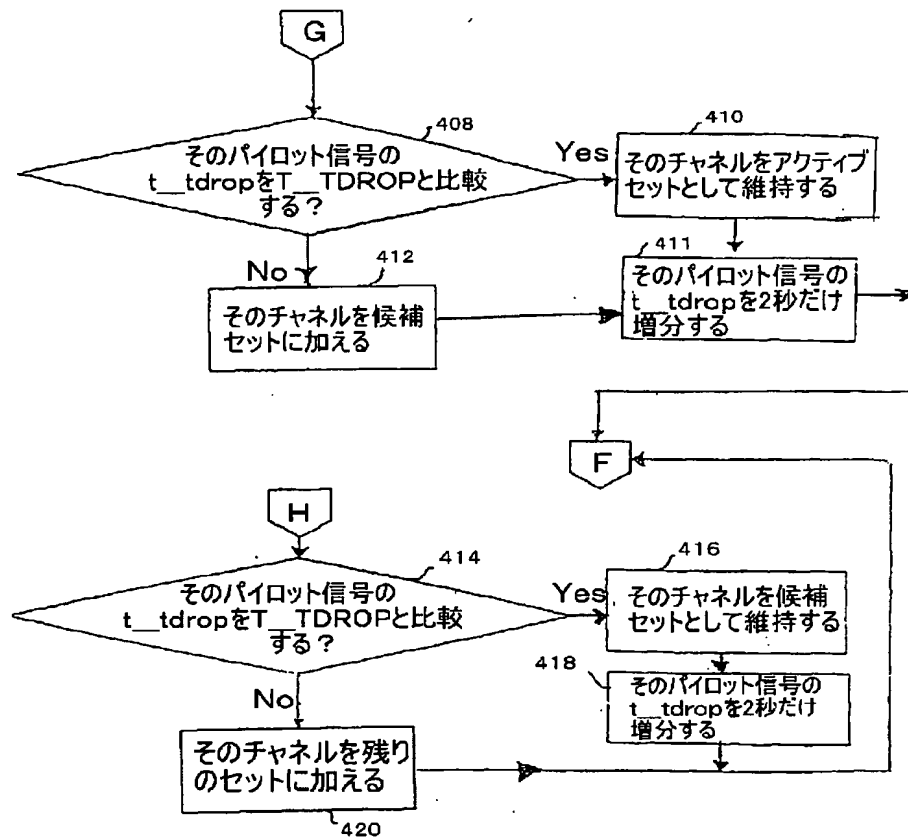 G
408
そのパイロット信号の
t__tdropをT__TDROPと比較
する?
Yes
410
そのチャネルをアクティブ
セットとして維持する
No
412
そのチャネルを候補
セットに加える
411
そのパイロット信号の
t__tdropを2秒だけ
増分する
F
H
414
そのパイロット信号の
t__tdropをT__TDROPと比較
する?
Yes
416
そのチャネルを候補
セットとして維持する
418
そのパイロット信号の
t__tdropを2秒だけ
増分する
No
そのチャネルを残り
のセットに加える
420